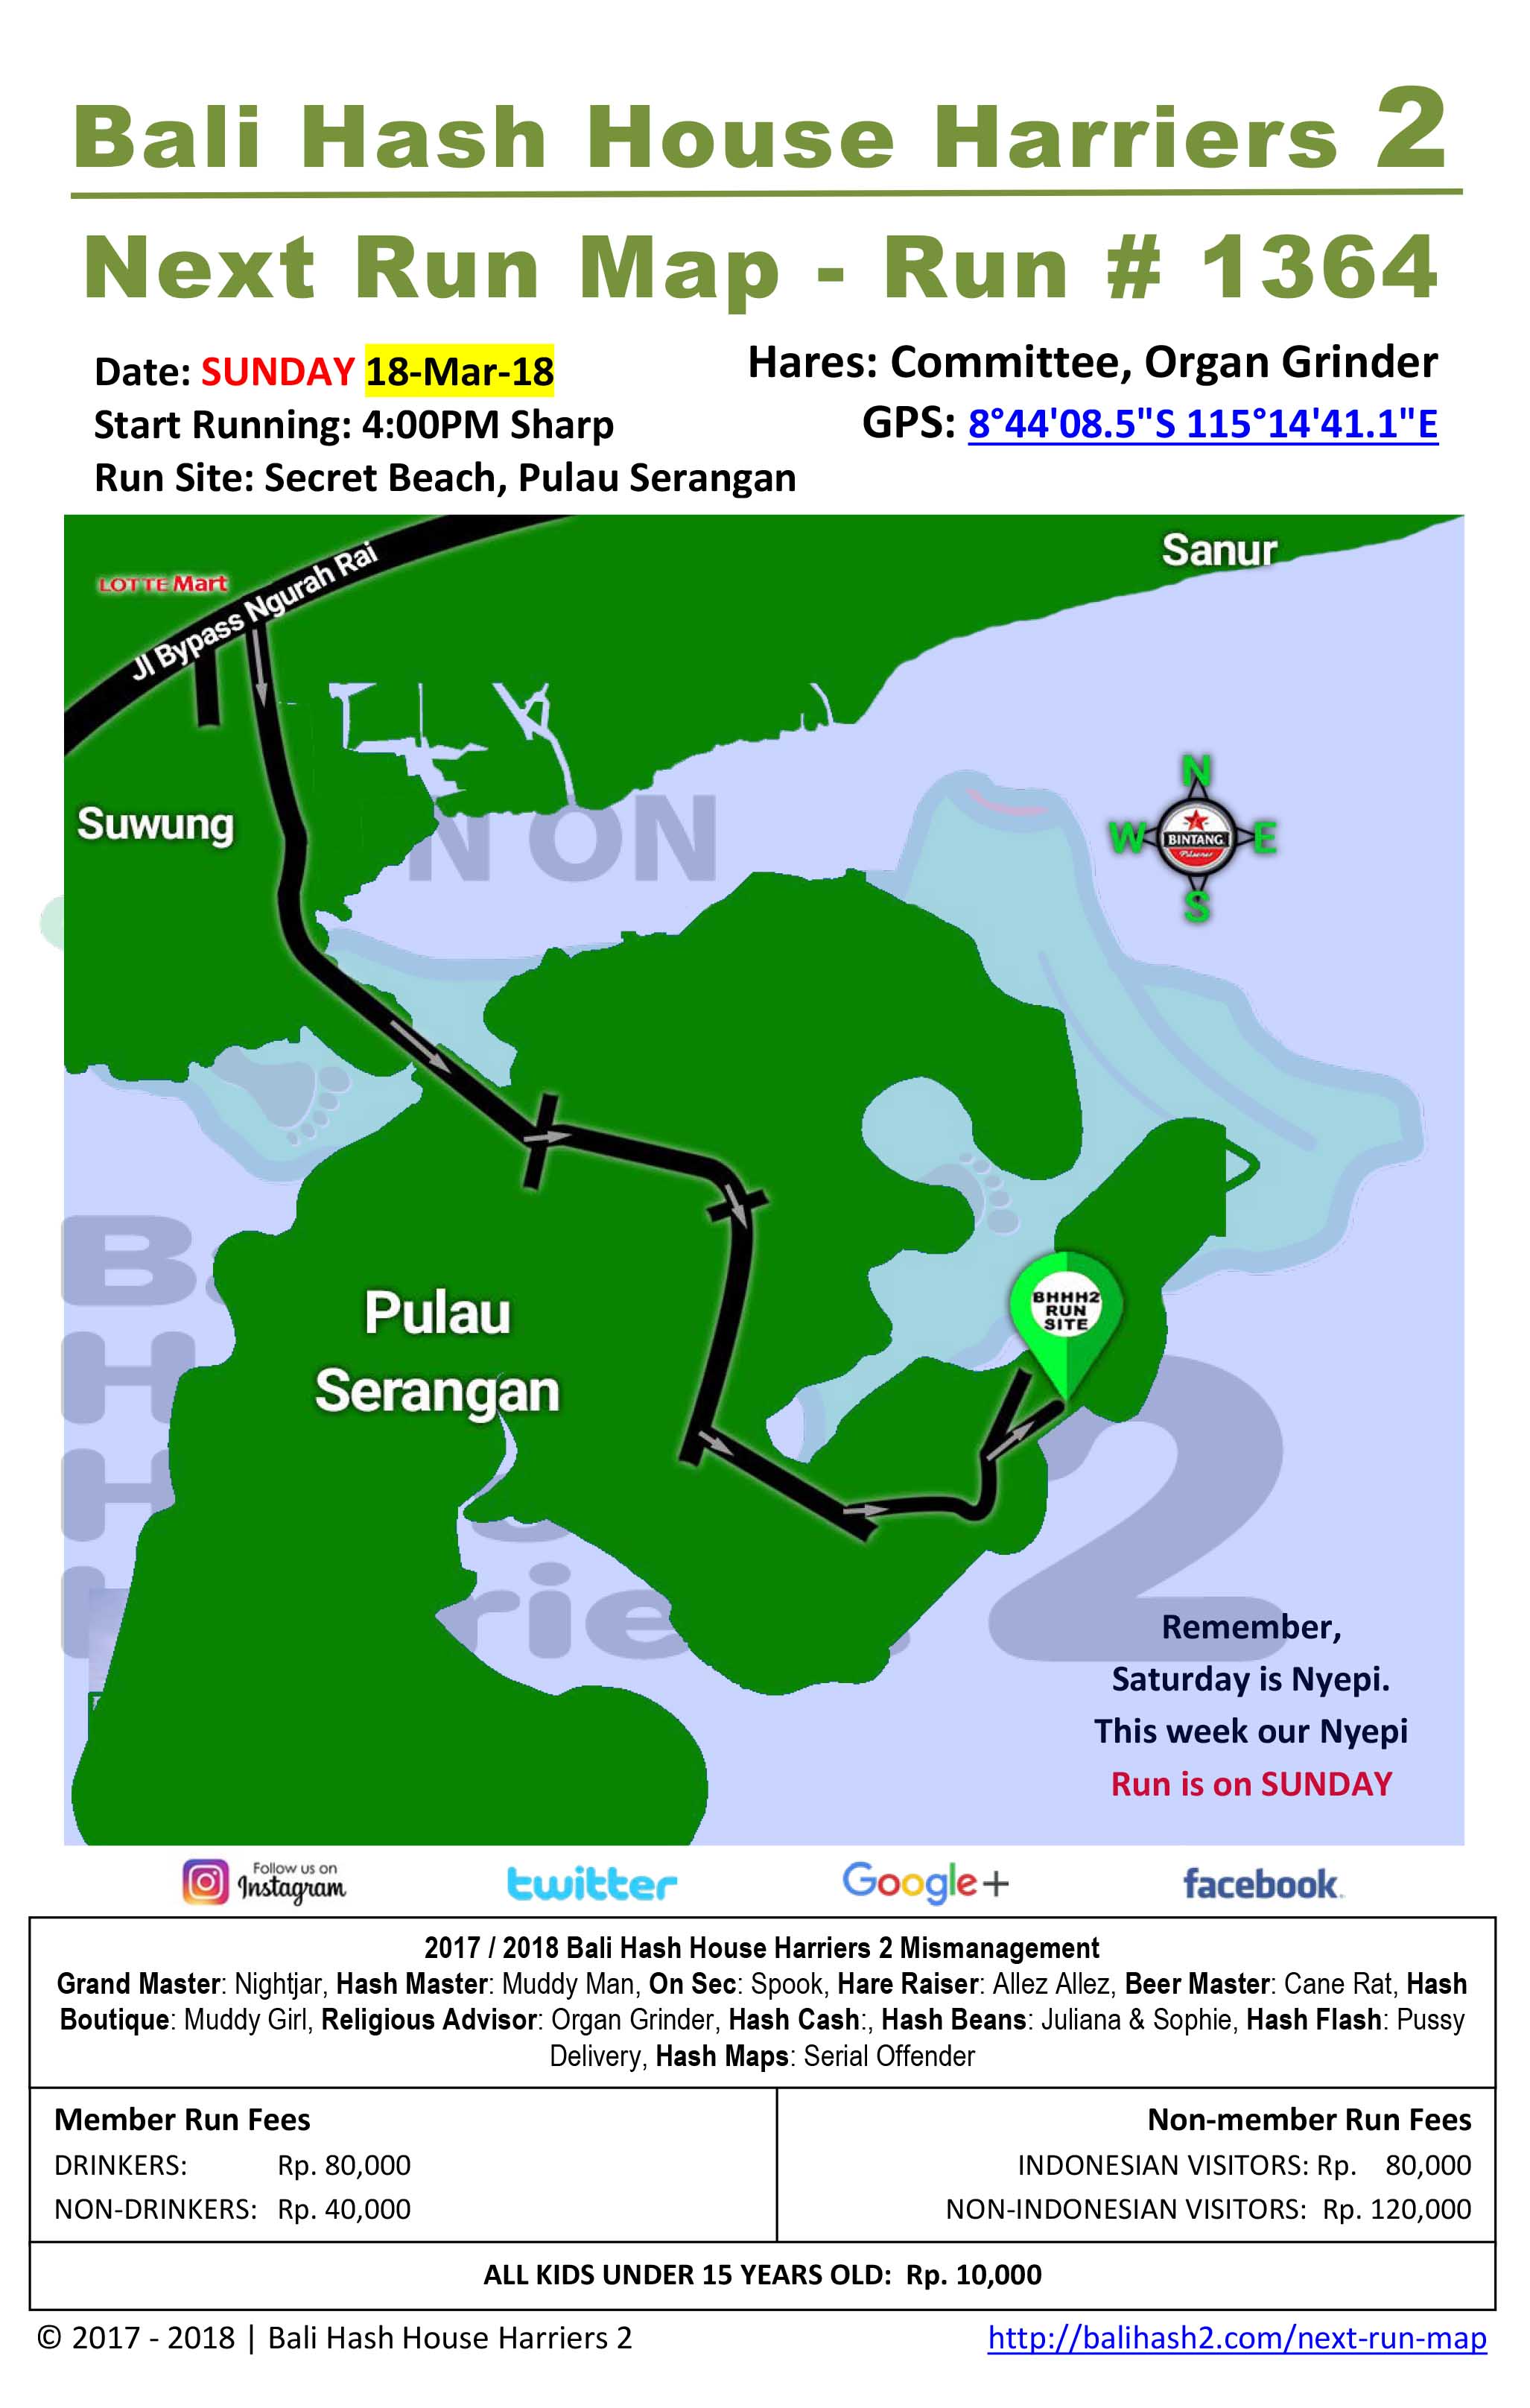 Bali Hash House Harriers 2
Next Run Map - Run # 1364
Date: SUNDAY 18-Mar-18
Start Running: 4:00PM Sharp
Run Site: Secret Beach, Pulau Serangan
Hares: Committee, Organ Grinder
GPS: 8°44'08.5"S 115°14'41.1"E
Sanur
LOTTE Mart
Jl Bypass Ngurah Rai
Suwung
N ON
N
W
BINTANG
Pilsener
E
S
Pulau
Serangan
BHHH2
RUN
SITE
Ba
H
H
H
rie
2
Remember,
Saturday is Nyepi.
This week our Nyepi
Run is on SUNDAY
Follow us on
Instagram
twitter
Google+
facebook.
2017 / 2018 Bali Hash House Harriers 2 Mismanagement
Grand Master: Nightjar, Hash Master: Muddy Man, On Sec: Spook, Hare Raiser: Allez Allez, Beer Master: Cane Rat, Hash
Boutique: Muddy Girl, Religious Advisor: Organ Grinder, Hash Cash:, Hash Beans: Juliana & Sophie, Hash Flash: Pussy
Delivery, Hash Maps: Serial Offender
Member Run Fees
DRINKERS: Rp. 80,000
NON-DRINKERS: Rp. 40,000
Non-member Run Fees
INDONESIAN VISITORS: Rp. 80,000
NON-INDONESIAN VISITORS: Rp. 120,000
ALL KIDS UNDER 15 YEARS OLD: Rp. 10,000
© 2017 - 2018 | Bali Hash House Harriers 2
http://balihash2.com/next-run-map